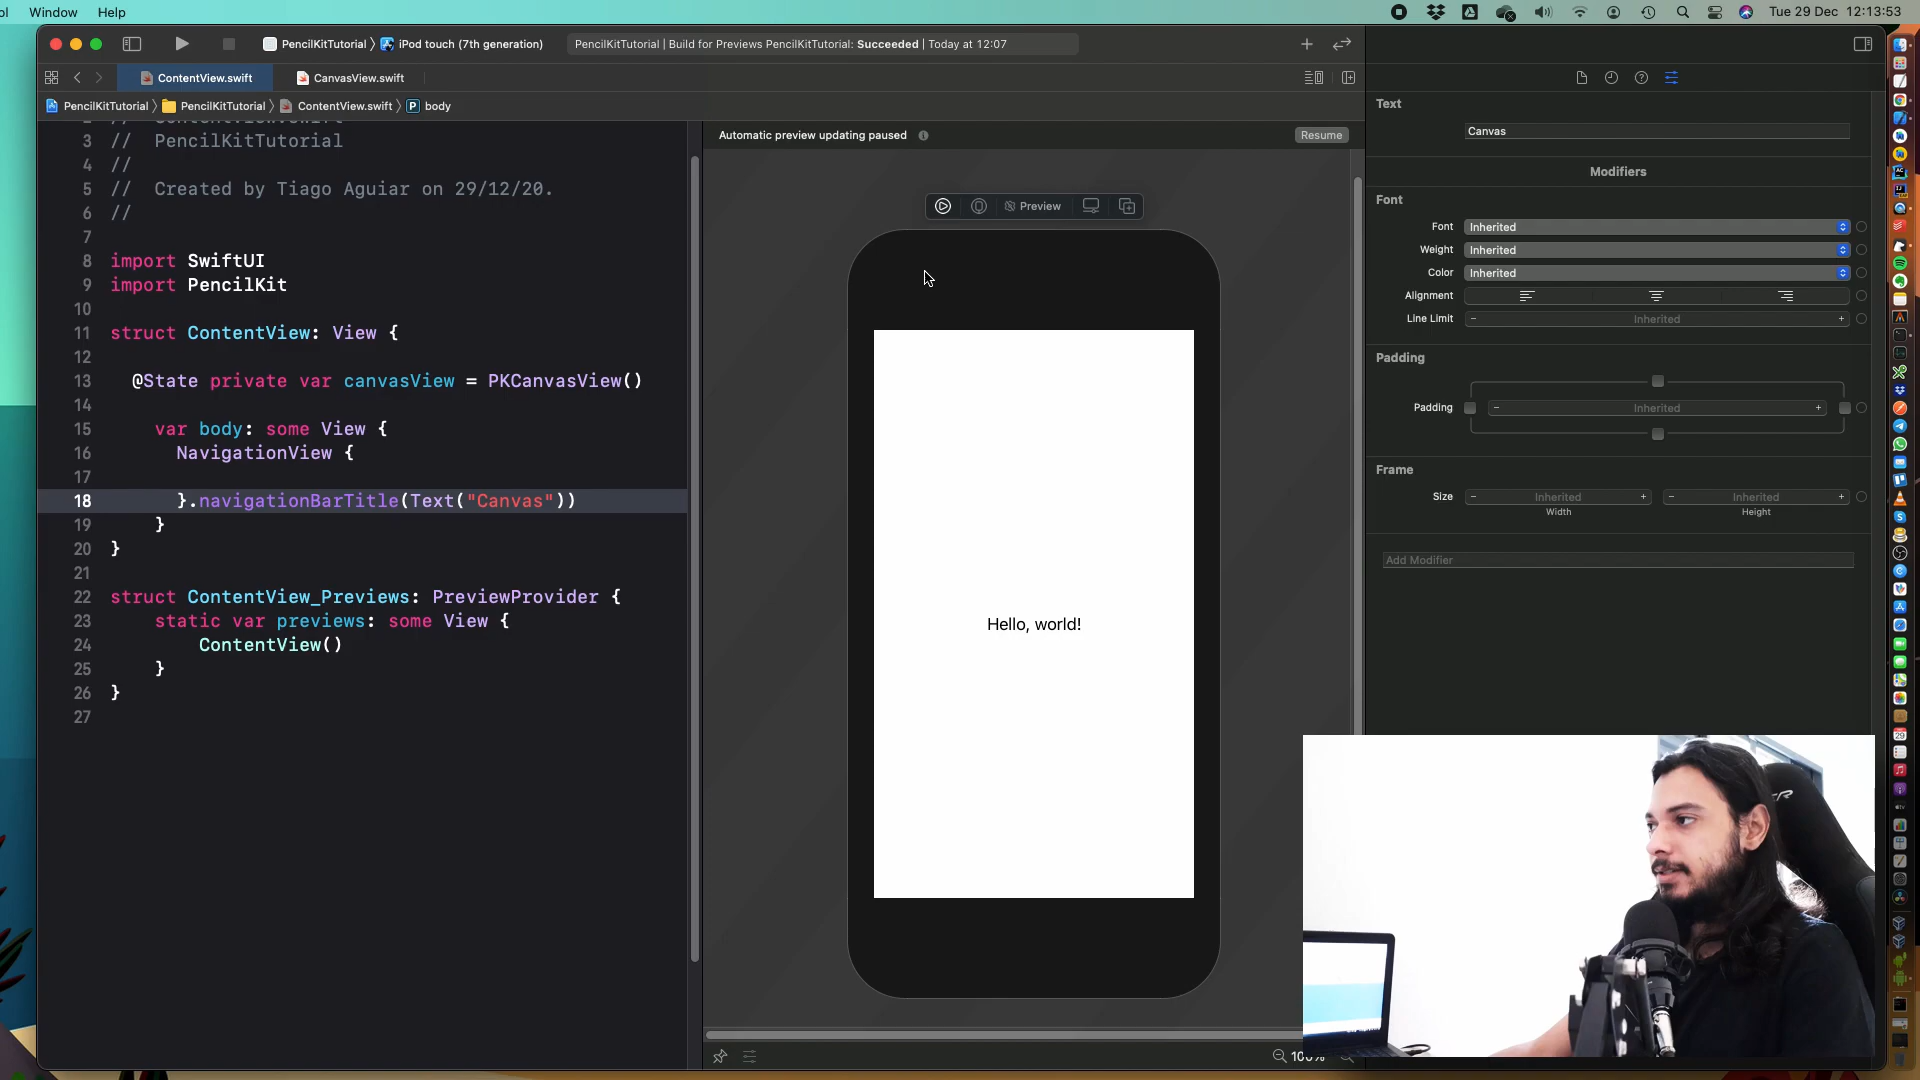 ol Window Help Tue 29 Dec 12:13:53
PencilKitTutorial iPod touch (7th generation) PencilKitTutorial | Build for Previews PencilKitTutorial: Succeeded | Today at 12:07
ContentView.swift CanvasView.swift
PencilKitTutorial PencilKitTutorial ContentView.swift P body
3 // PencilKitTutorial
4 //
5 // Created by Tiago Aguiar on 29/12/20.
6 //
7
8 import SwiftUI
9 import PencilKit
10
11 struct ContentView: View {
12
13 @State private var canvasView = PKCanvasView()
14
15 var body: some View {
16 NavigationView {
17
18 }.navigationBarTitle(Text("Canvas"))
19 }
20 }
21
22 struct ContentView_Previews: PreviewProvider {
23 static var previews: some View {
24 ContentView()
25 }
26 }
27
Automatic preview updating paused Resume
Preview
Hello, world!
100%
Text
Canvas
Modifiers
Font
Font Inherited
Weight Inherited
Color Inherited
Alignment
Line Limit - Inherited +
Padding
Padding - Inherited +
Frame
Size - Inherited + - Inherited +
Width Height
Add Modifier